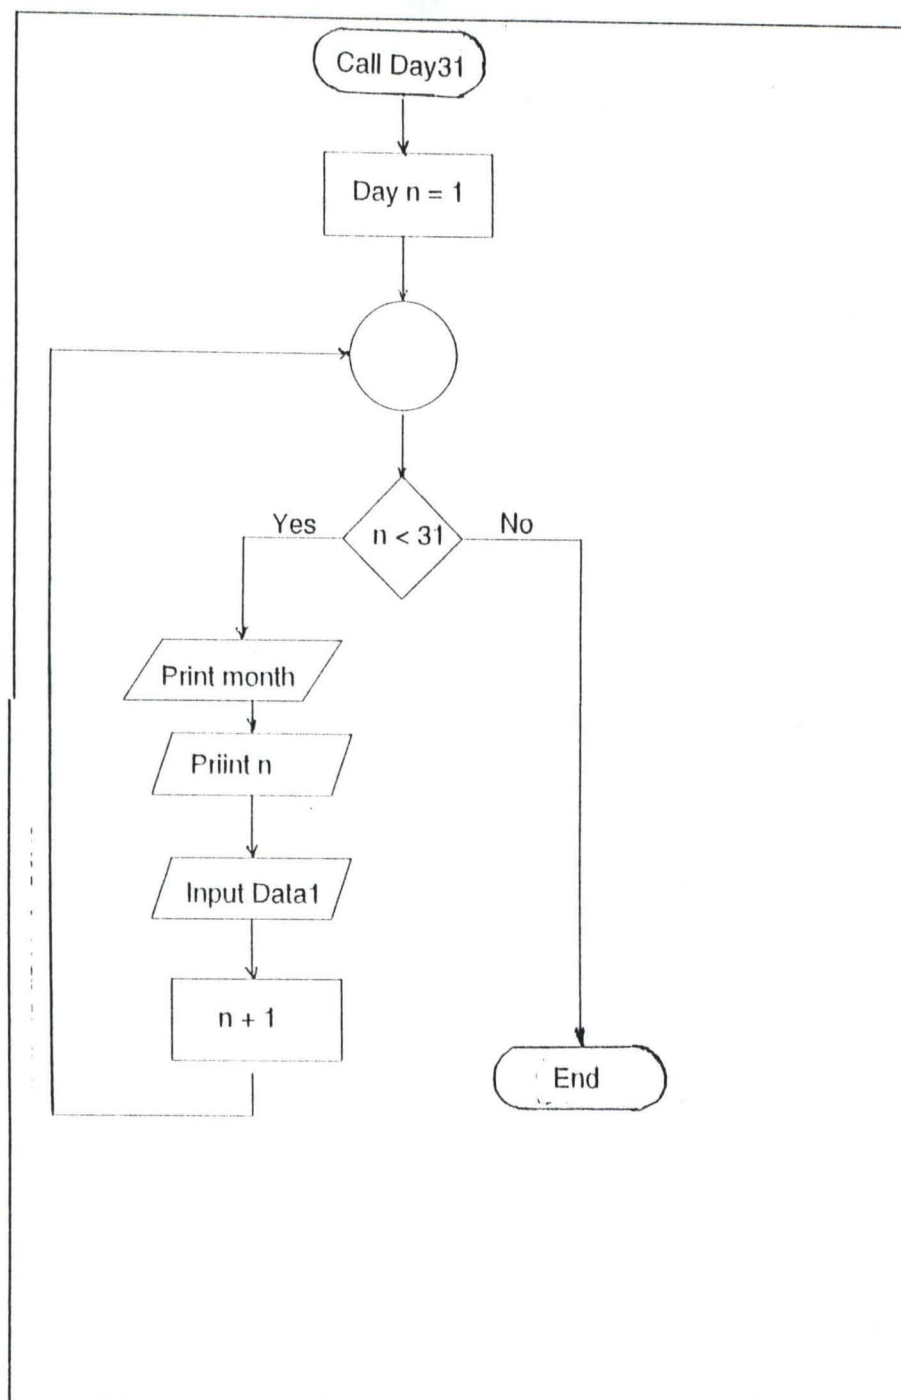 Call Day31
Day n = 1
n < 31
Yes
No
Print month
Priint n
Input Data1
n + 1
End